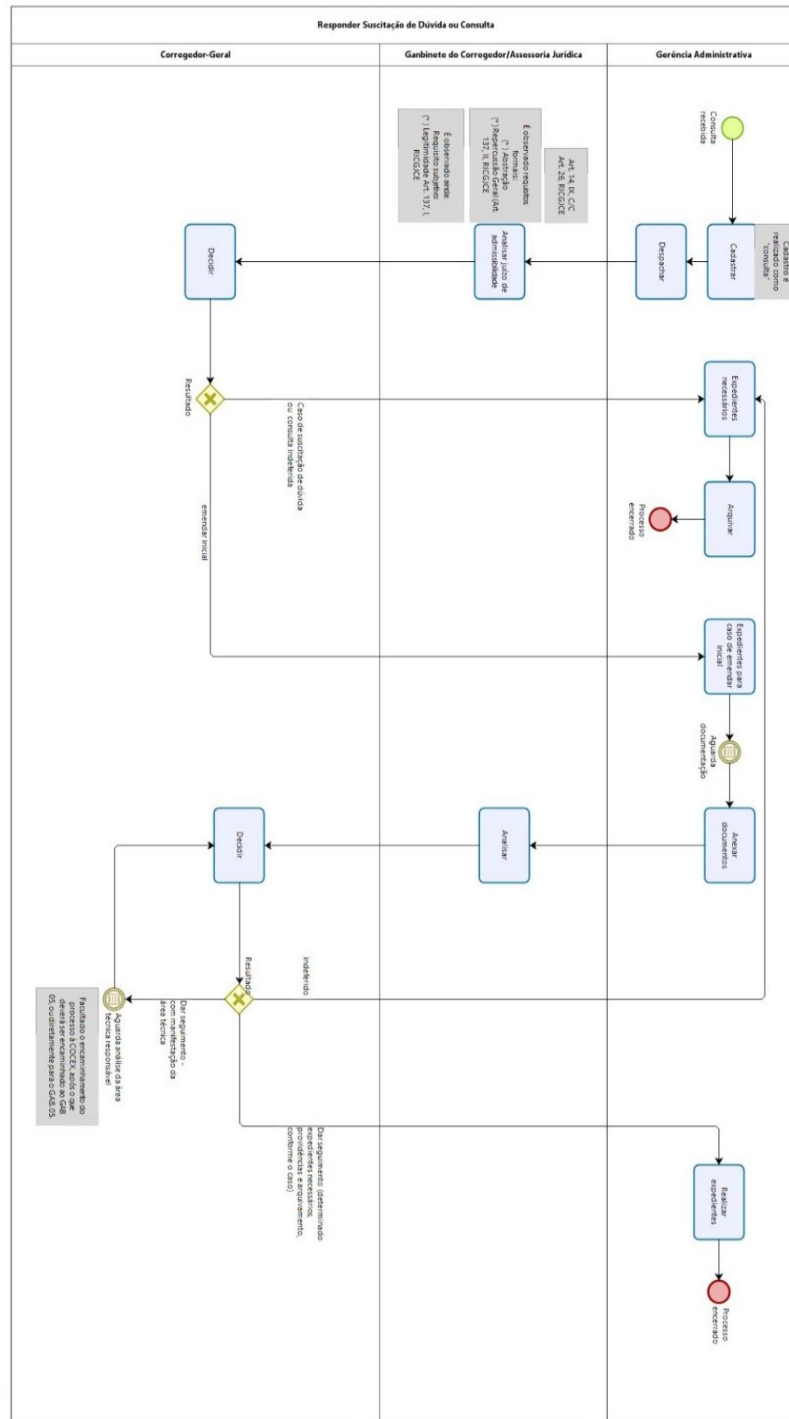 Responder Suscitação de Dúvida ou Consulta
Gerência Administrativa
Ganbinete do Corregedor/Assessoria Jurídica
Corregedor-Geral
Consulta
recebida
Cadastro é
realizado como
"consulta"
Cadastrar
Despachar
Art. 14, IX, C/C
Art. 26, RICGJCE
É observado requisitos
formais:
(*) Abstração
(*) Repercussão Geral (Art.
137, II, RICGJCE
É observado ainda:
Requisito subjetivo:
(*) Legitimidade Art. 137, I,
RICGJCE
Analisar juízo de
admissibilidade
Decidir
Resultado
Caso de suscitação de dúvida
ou consulta indeferida
emendar inicial
Expedientes
necessários
Arquivar
Processo
encerrado
Expedientes para
caso de emendar
inicial
Aguarda
documentação
Anexar
documentos
Analisar
Decidir
Resultado
Indeferido
Dar seguimento -
com manifestação da
área técnica
Aguarda análise da área
técnica responsável
Facultado o encaminhamento do
processo à COCEX, após o que
deverá ser encaminhado ao GAB
05, ou diretamente para o GAB.05.
Dar seguimento (determinado
expedientes necessários,
providências e arquivamento,
conforme o caso)
Realizar
expedientes
Processo
encerrado